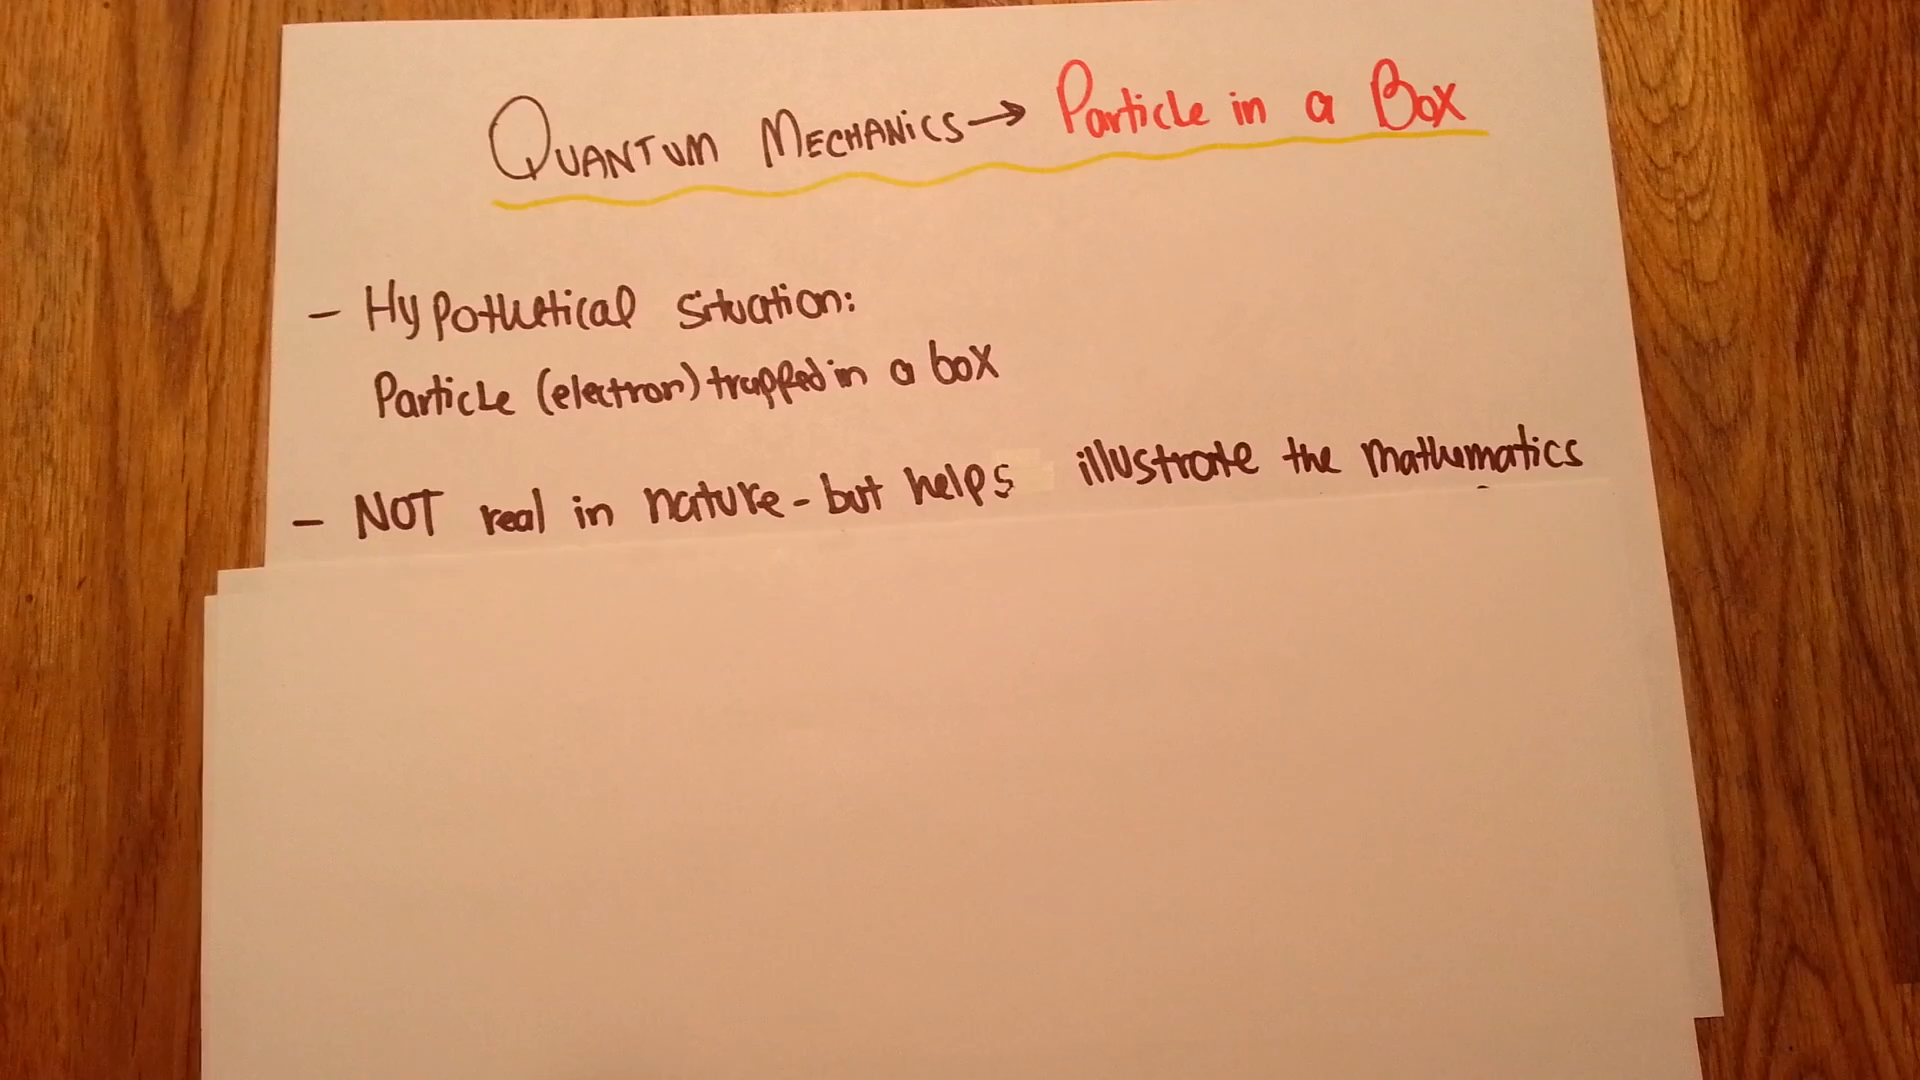 QUANTUM MECHANICS → Particle in a Box
- Hypothetical situation:
Particle (electron) trapped in a box
- NOT real in nature - but helps illustrate the mathematics